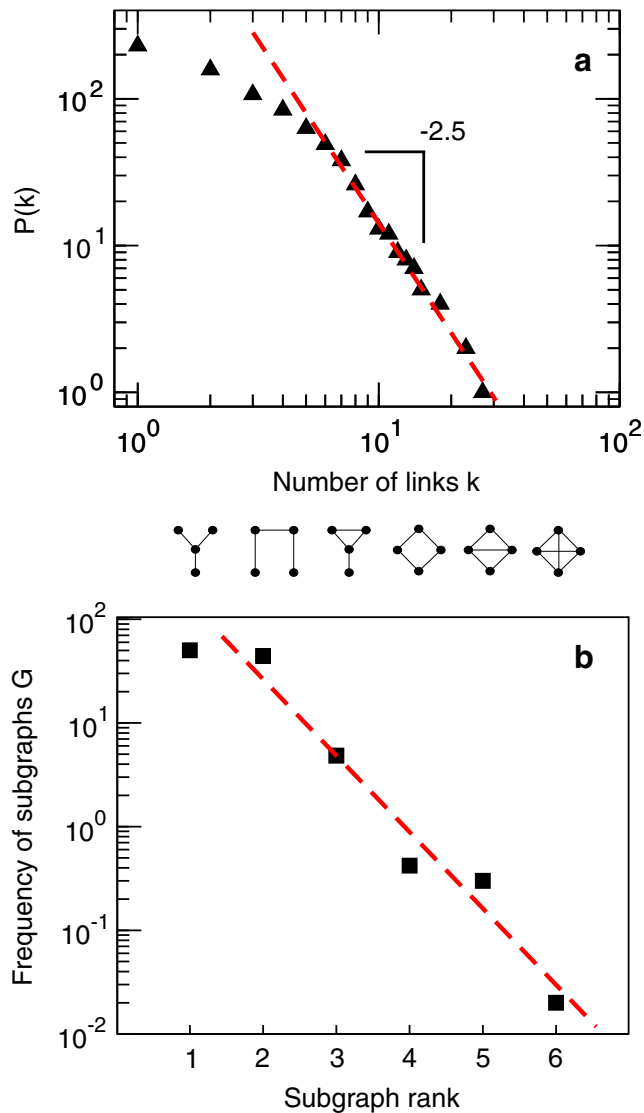 a
-2.5
P(k)
10^2
10^1
10^0
10^0 10^1 10^2
Number of links k
b
Frequency of subgraphs G
10^2
10^1
10^0
10^-1
10^-2
1 2 3 4 5 6
Subgraph rank